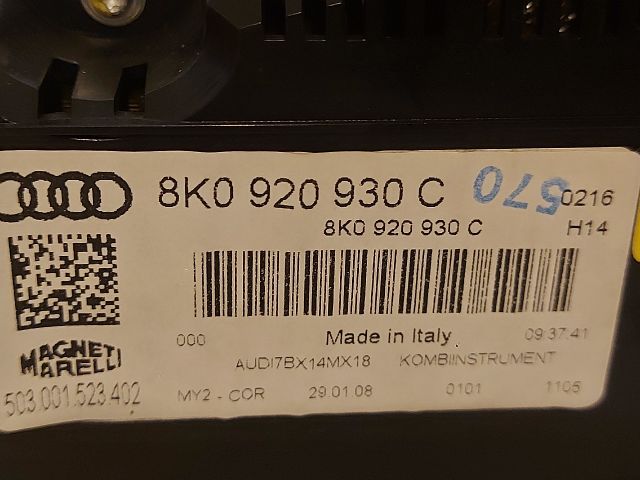 8K0 920 930 C
570
0216
8K0 920 930 C
H14
000
Made in Italy
09:37:41
MAGNETI MARELLI
AUDI7BX14MX18 KOMBIINSTRUMENT
503.001.523.402
MY2 - COR 29.01.08 0101 1105